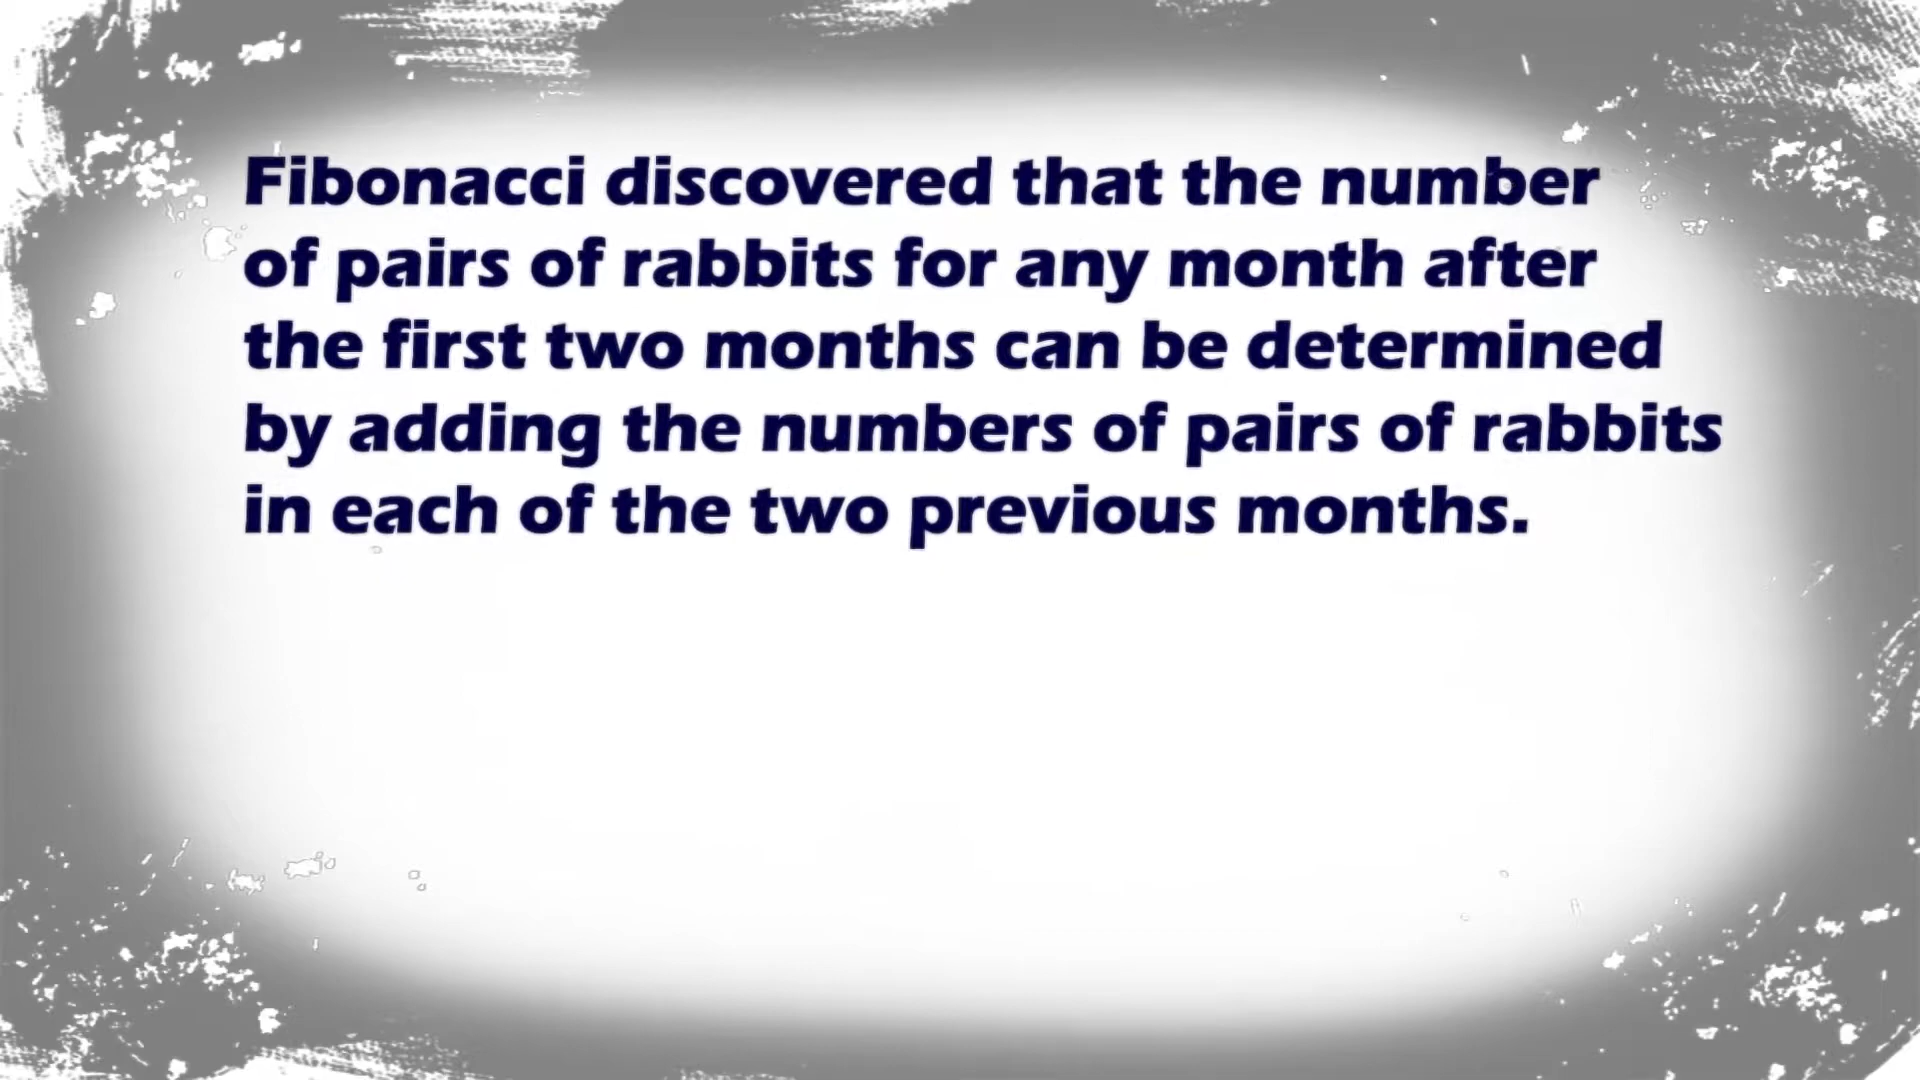 Fibonacci discovered that the number
of pairs of rabbits for any month after
the first two months can be determined
by adding the numbers of pairs of rabbits
in each of the two previous months.